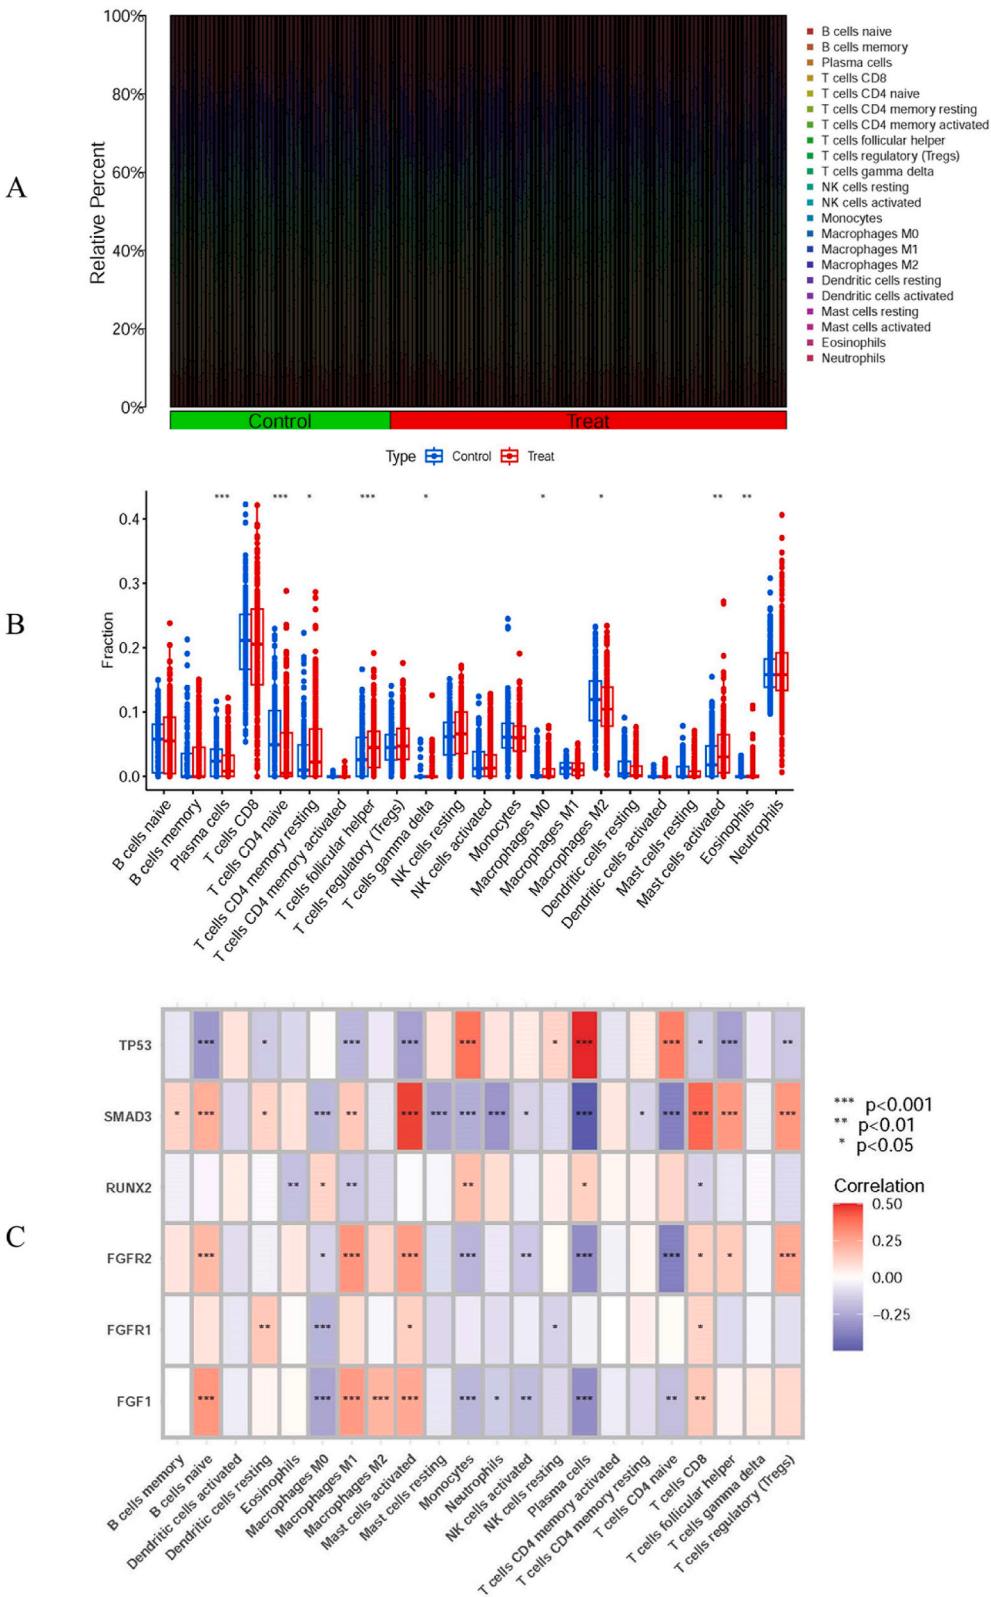 A
100%
80%
60%
40%
20%
0%
Relative Percent
Control
Treat
B cells naive
B cells memory
Plasma cells
T cells CD8
T cells CD4 naive
T cells CD4 memory resting
T cells CD4 memory activated
T cells follicular helper
T cells regulatory (Tregs)
T cells gamma delta
NK cells resting
NK cells activated
Monocytes
Macrophages M0
Macrophages M1
Macrophages M2
Dendritic cells resting
Dendritic cells activated
Mast cells resting
Mast cells activated
Eosinophils
Neutrophils
Type Control Treat
B
*** *** * *** * * * ** **
0.4
0.3
0.2
0.1
0.0
Fraction
B cells naive
B cells memory
Plasma cells
T cells CD8
T cells CD4 naive
T cells CD4 memory resting
T cells CD4 memory activated
T cells follicular helper
T cells regulatory (Tregs)
T cells gamma delta
NK cells resting
NK cells activated
Monocytes
Macrophages M0
Macrophages M1
Macrophages M2
Dendritic cells resting
Dendritic cells activated
Mast cells resting
Mast cells activated
Eosinophils
Neutrophils
C
TP53 *** * *** *** *** * *** *** * *** **
SMAD3 * *** * *** ** *** *** *** *** * *** * *** *** *** ***
RUNX2 ** * ** ** * *
FGFR2 *** * *** *** *** ** *** *** * * ***
FGFR1 ** *** * * *
FGF1 *** *** *** *** *** *** * ** *** ** **
B cells memory
B cells naive
Dendritic cells activated
Dendritic cells resting
Eosinophils
Macrophages M0
Macrophages M1
Macrophages M2
Mast cells activated
Mast cells resting
Monocytes
Neutrophils
NK cells activated
NK cells resting
Plasma cells
T cells CD4 memory activated
T cells CD4 memory resting
T cells CD4 naive
T cells CD8
T cells follicular helper
T cells gamma delta
T cells regulatory (Tregs)
*** p<0.001
** p<0.01
* p<0.05
Correlation
0.50
0.25
0.00
−0.25